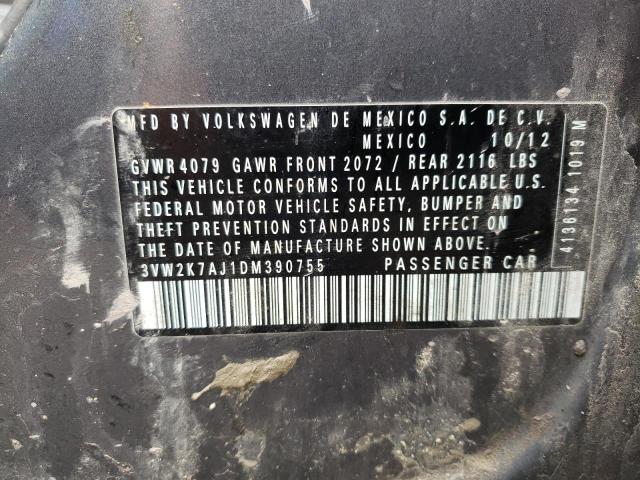 MFD BY VOLKSWAGEN DE MEXICO S.A. DE C.V.
MEXICO 10/12
GVWR 4079 GAWR FRONT 2072 / REAR 2116 LBS
THIS VEHICLE CONFORMS TO ALL APPLICABLE U.S.
FEDERAL MOTOR VEHICLE SAFETY, BUMPER AND
THEFT PREVENTION STANDARDS IN EFFECT ON
THE DATE OF MANUFACTURE SHOWN ABOVE.
3VW2K7AJ1DM390755 PASSENGER CAR
4136134 1019 M